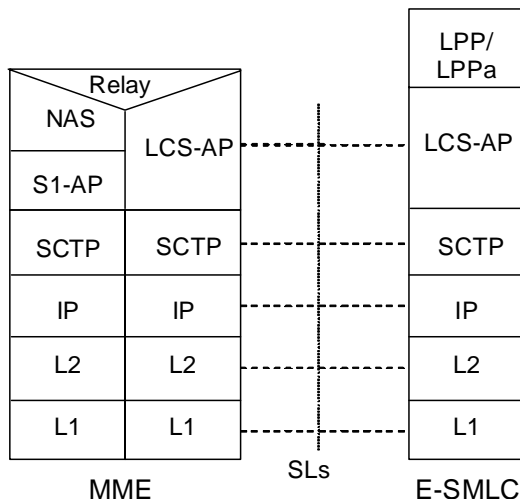 LPP/
LPPa
Relay
NAS
LCS-AP
LCS-AP
S1-AP
SCTP SCTP SCTP
IP IP IP
L2 L2 L2
L1 L1 L1
SLs
MME E-SMLC